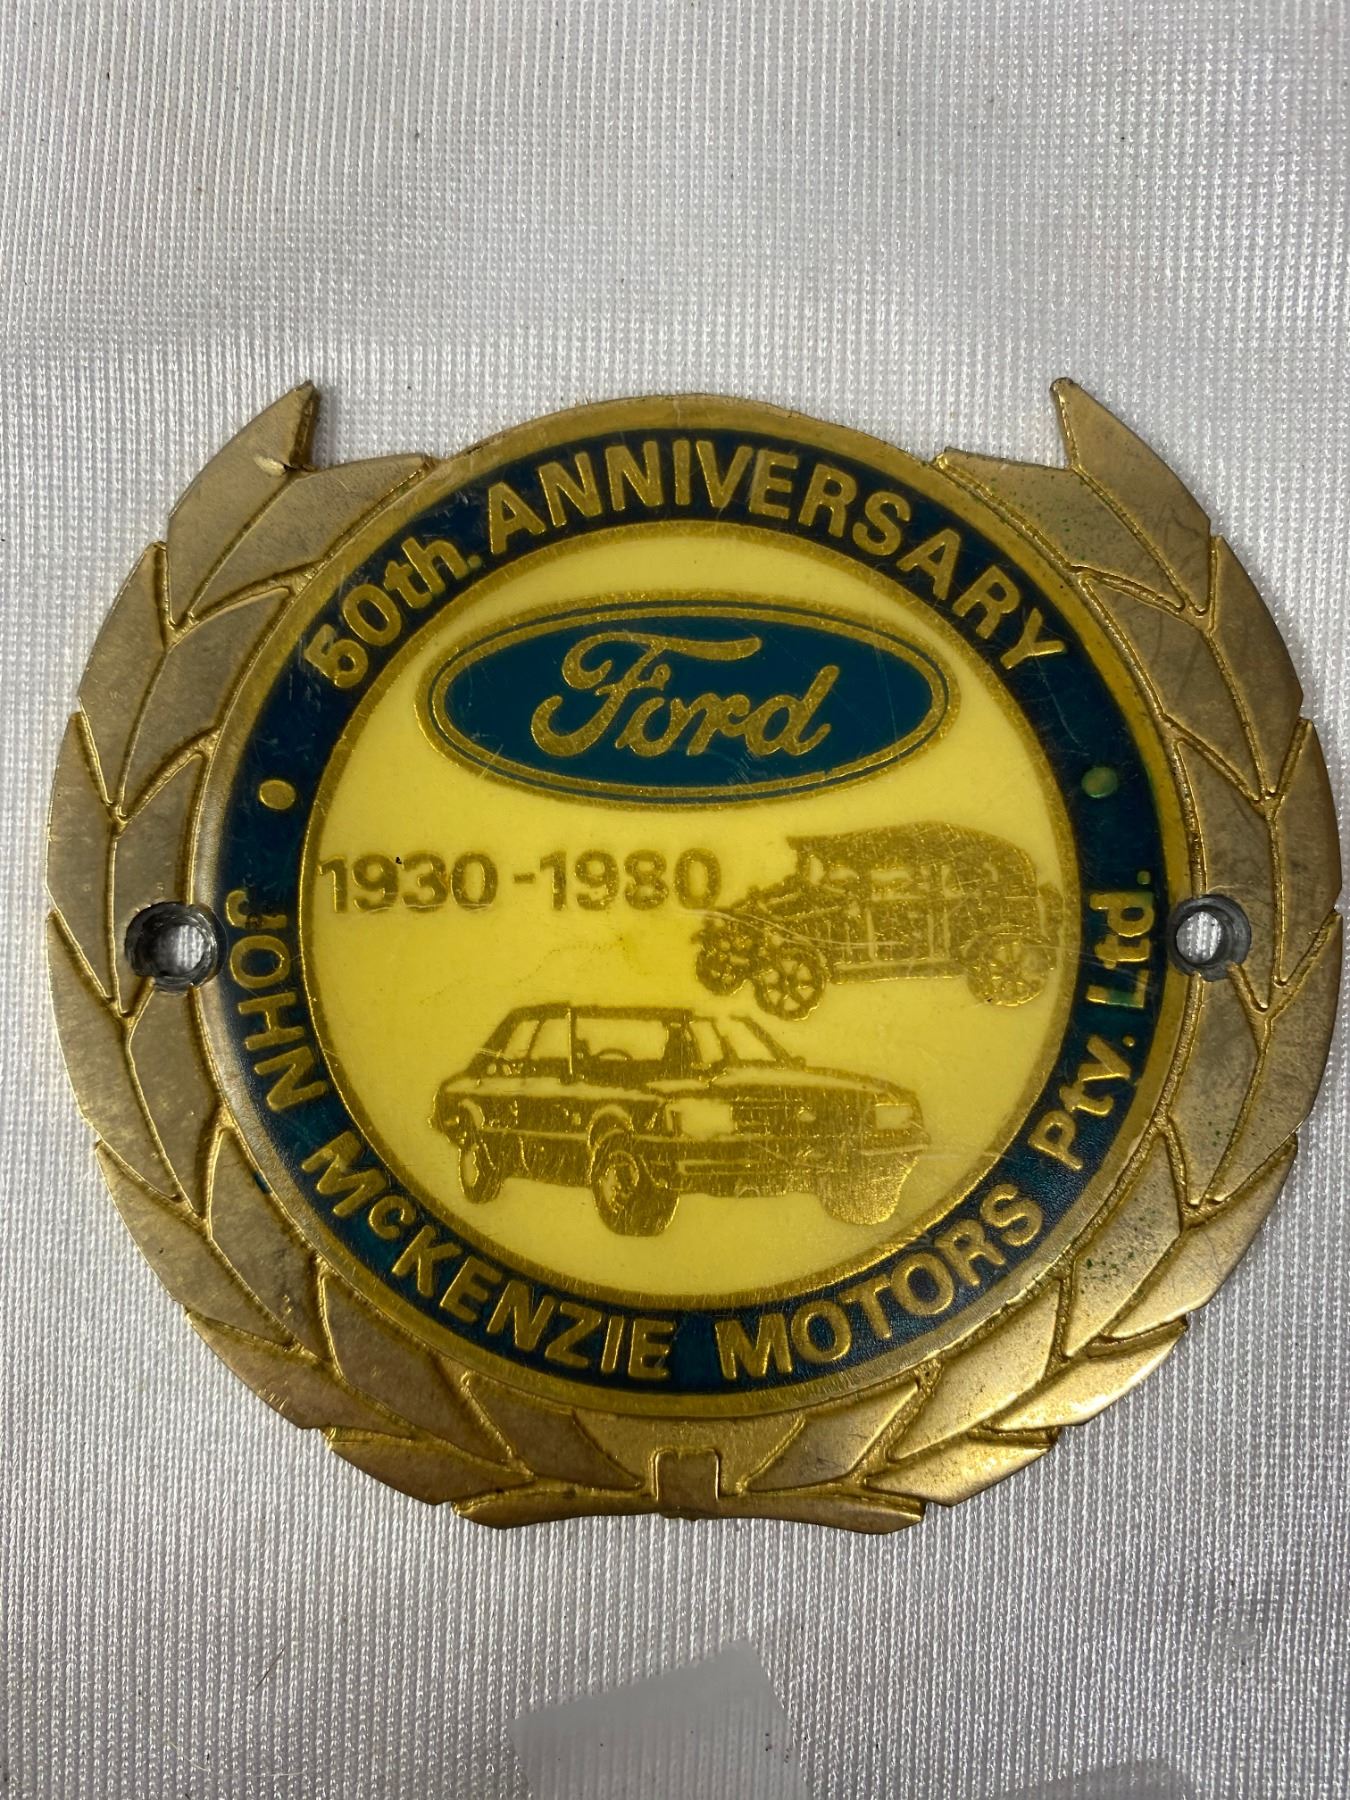 50th. ANNIVERSARY
Ford
1930-1980
JOHN McKENZIE MOTORS Pty. Ltd.